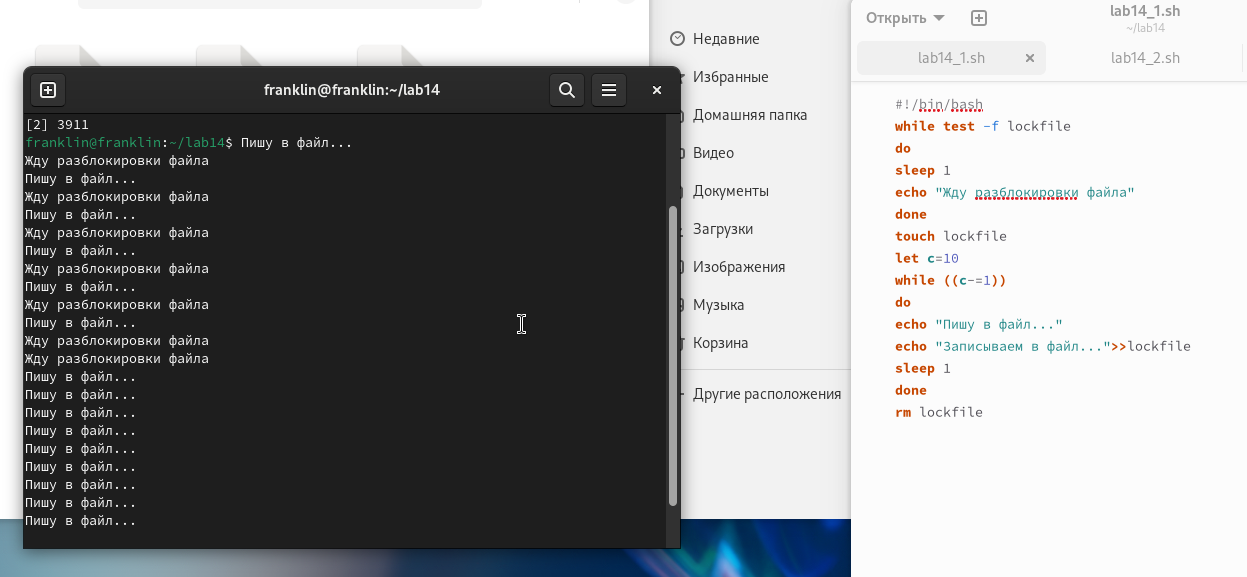 franklin@franklin:~/lab14
[2] 3911
franklin@franklin:~/lab14$ Пишу в файл...
Жду разблокировки файла
Пишу в файл...
Жду разблокировки файла
Пишу в файл...
Жду разблокировки файла
Пишу в файл...
Жду разблокировки файла
Пишу в файл...
Жду разблокировки файла
Пишу в файл...
Жду разблокировки файла
Жду разблокировки файла
Пишу в файл...
Пишу в файл...
Пишу в файл...
Пишу в файл...
Пишу в файл...
Пишу в файл...
Пишу в файл...
Пишу в файл...
Пишу в файл...
Недавние
Избранные
Домашняя папка
Видео
Документы
Загрузки
Изображения
Музыка
Корзина
Другие расположения
Открыть
lab14_1.sh
~/lab14
lab14_1.sh
lab14_2.sh
#!/bin/bash
while test -f lockfile
do
sleep 1
echo "Жду разблокировки файла"
done
touch lockfile
let c=10
while ((c-=1))
do
echo "Пишу в файл..."
echo "Записываем в файл...">>lockfile
sleep 1
done
rm lockfile